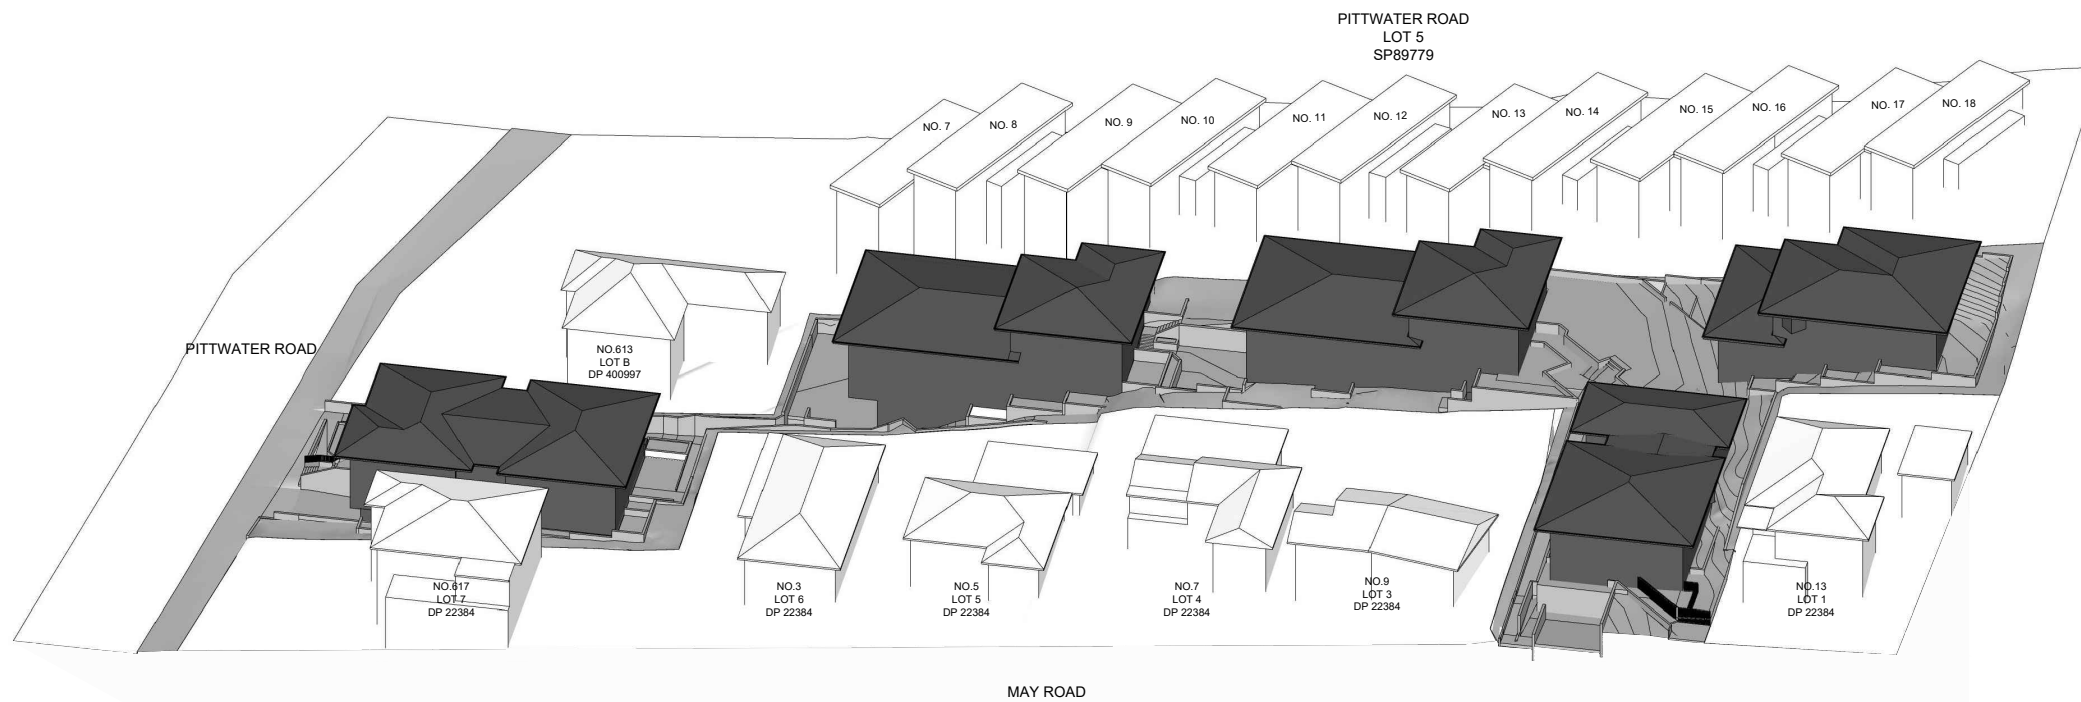 PITTWATER ROAD
LOT 5
SP89779
NO. 7
NO. 8
NO. 9
NO. 10
NO. 11
NO. 12
NO. 13
NO. 14
NO. 15
NO. 16
NO. 17
NO. 18
PITTWATER ROAD
NO.613
LOT B
DP 400997
NO.617
LOT 7
DP 22384
NO.3
LOT 6
DP 22384
NO.5
LOT 5
DP 22384
NO.7
LOT 4
DP 22384
NO.9
LOT 3
DP 22384
NO.13
LOT 1
DP 22384
MAY ROAD